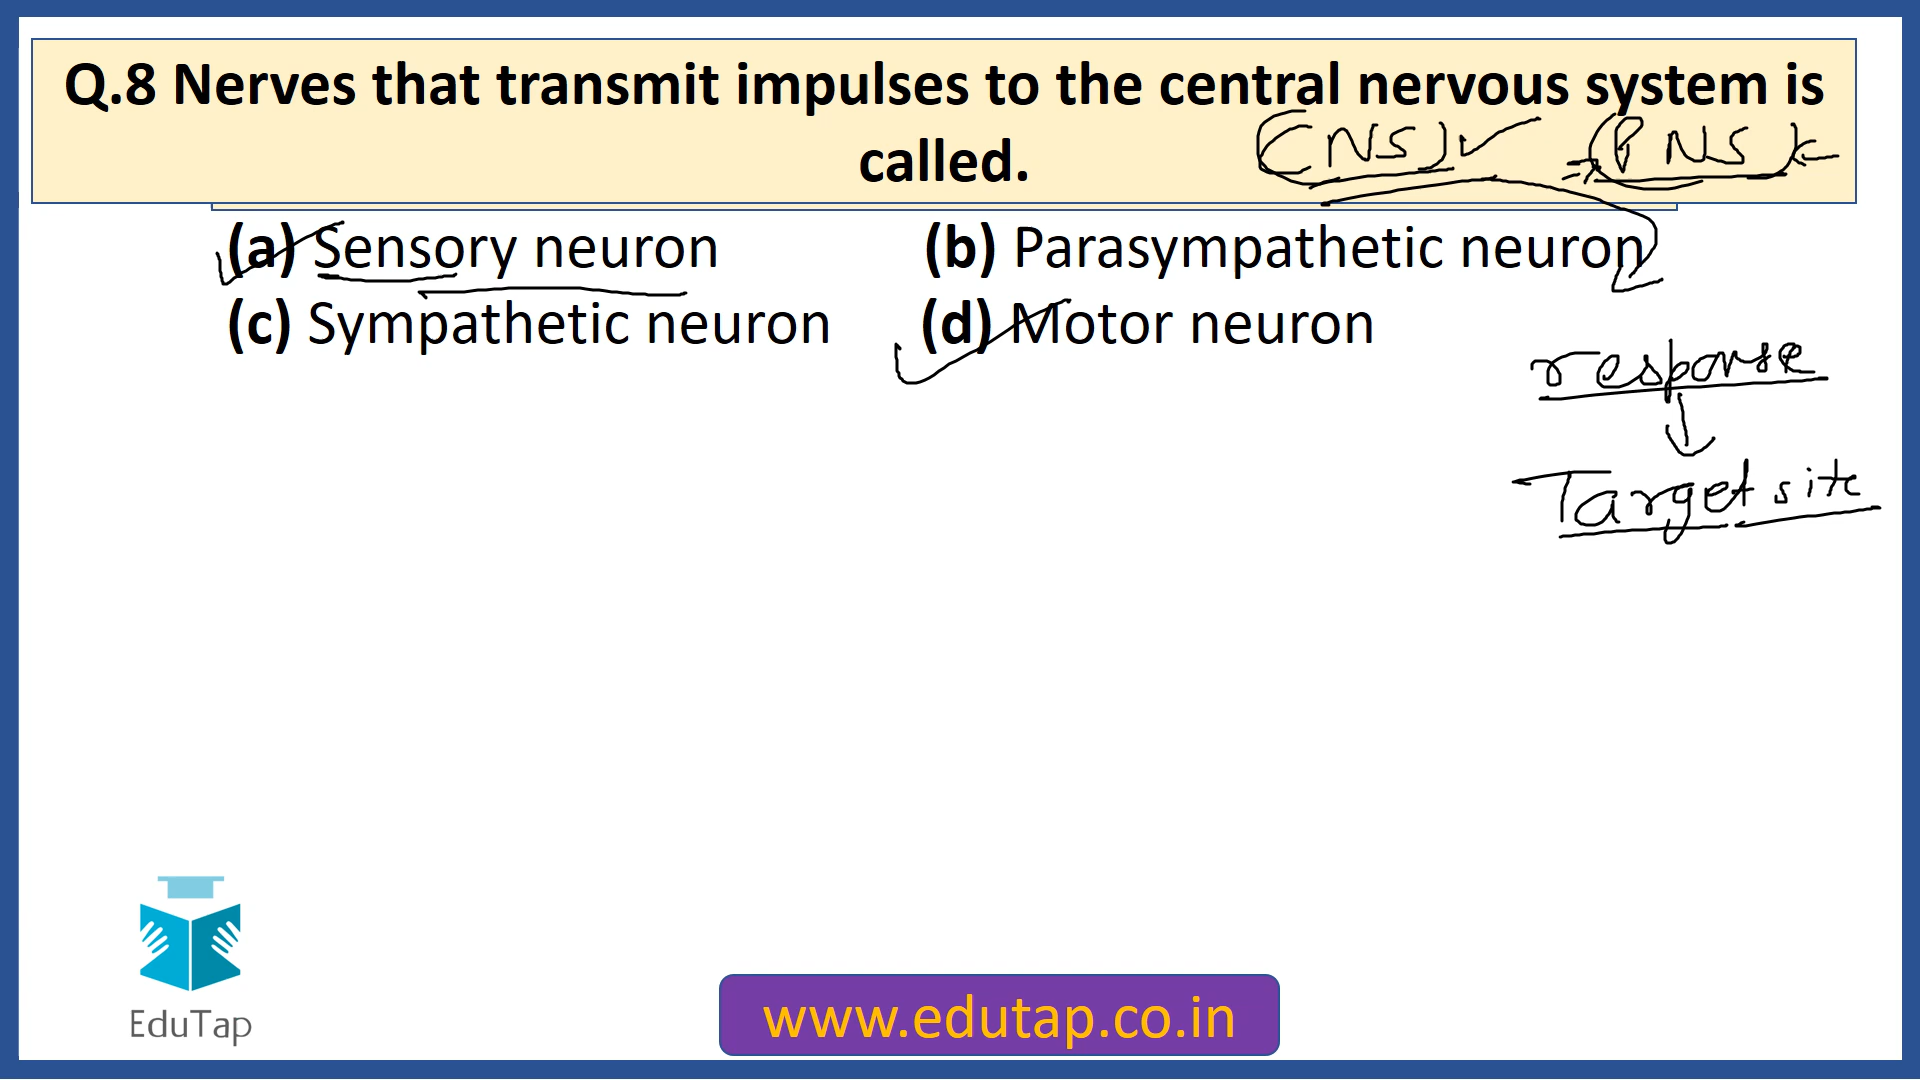 Q.8 Nerves that transmit impulses to the central nervous system is
called.
(CNS) (PNS)
(a) Sensory neuron (b) Parasympathetic neuron
(c) Sympathetic neuron (d) Motor neuron
response
Target site
EduTap
www.edutap.co.in